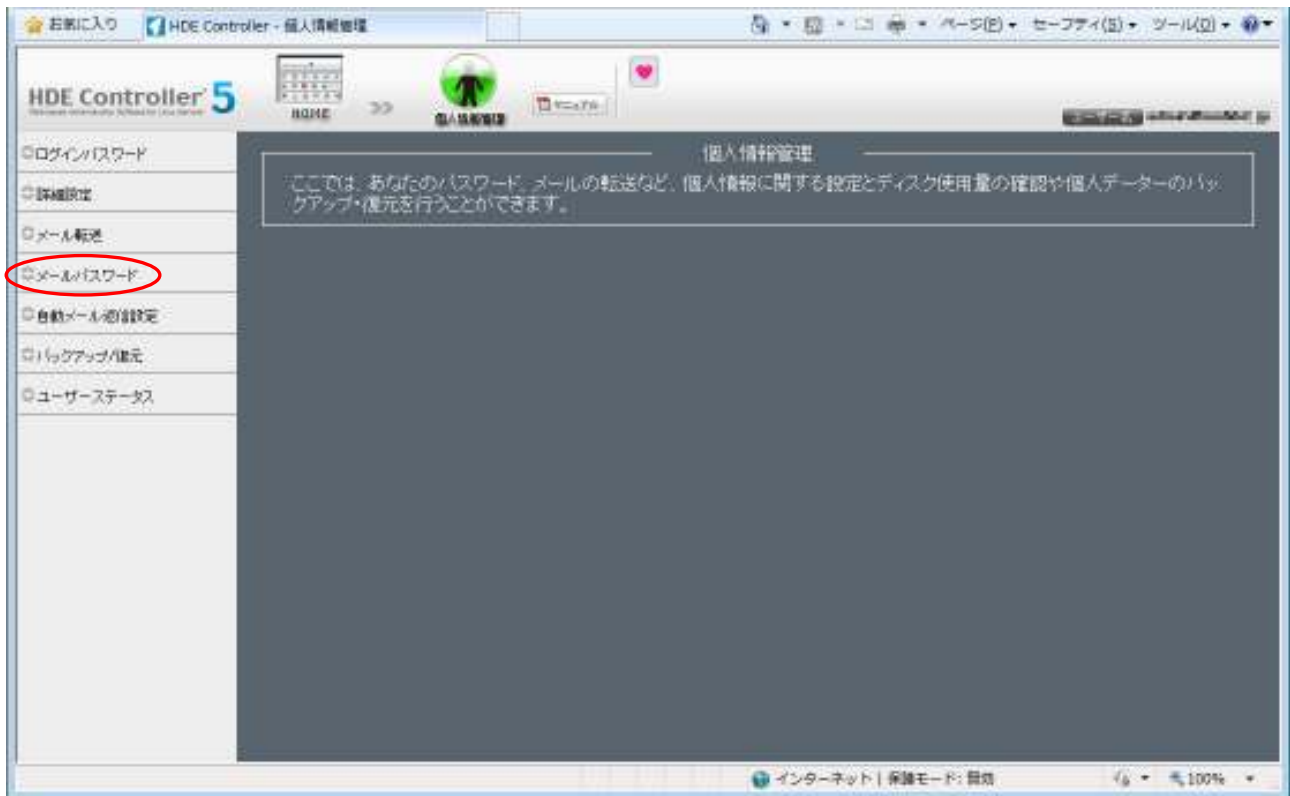 お気に入り HDE Controller - 個人情報管理 ページ(P) セーフティ(S) ツール(O)
HDE Controller 5 HOME >> 個人情報管理 マニュアル
ユーザー名
ログインパスワード
詳細設定
メール転送
メールパスワード
自動メール返信設定
バックアップ/復元
ユーザーステータス
個人情報管理
ここでは、あなたのパスワード、メールの転送など、個人情報に関する設定とディスク使用量の確認や個人データーのバッ
クアップ・復元を行うことができます。
インターネット | 保護モード: 無効 100%